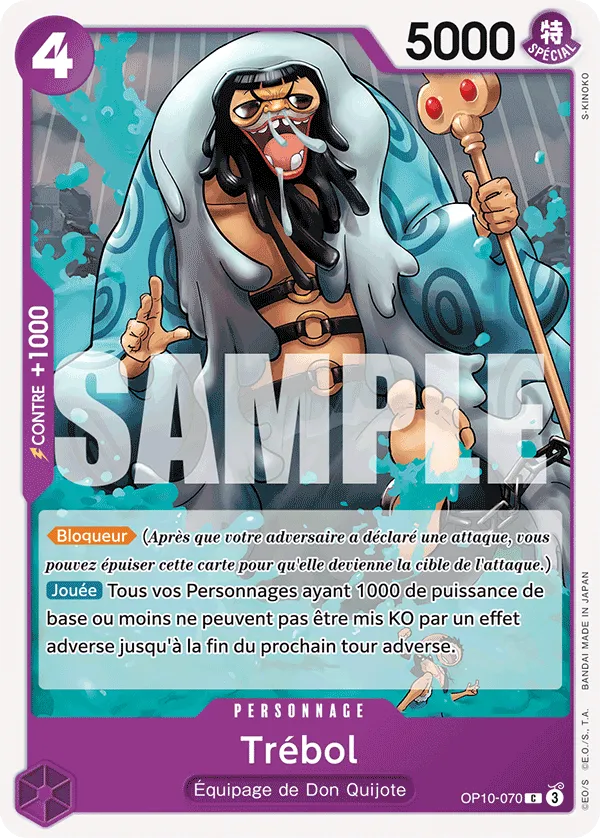 4
5000
特
SPÉCIAL
S-KINOKO
CONTRE +1000
SAMPLE
Bloqueur (Après que votre adversaire a déclaré une attaque, vous
pouvez épuiser cette carte pour qu'elle devienne la cible de l'attaque.)
Jouée Tous vos Personnages ayant 1000 de puissance de
base ou moins ne peuvent pas être mis KO par un effet
adverse jusqu'à la fin du prochain tour adverse.
PERSONNAGE
Trébol
Équipage de Don Quijote
OP10-070 C 3
©EO/S ©E.O./S., T.A. BANDAI MADE IN JAPAN